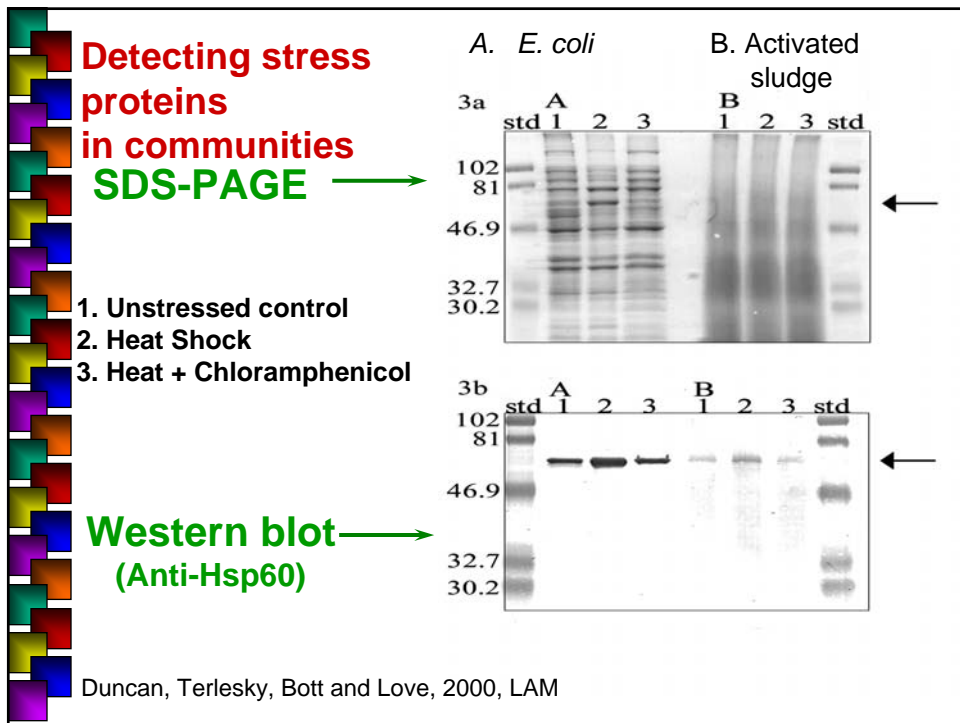 Detecting stress
proteins
in communities
SDS-PAGE
1. Unstressed control
2. Heat Shock
3. Heat + Chloramphenicol
Western blot
(Anti-Hsp60)
A. E. coli
B. Activated
sludge
3a
A
B
std 1 2 3 1 2 3 std
102
81
46.9
32.7
30.2
3b
A
B
std 1 2 3 1 2 3 std
102
81
46.9
32.7
30.2
Duncan, Terlesky, Bott and Love, 2000, LAM